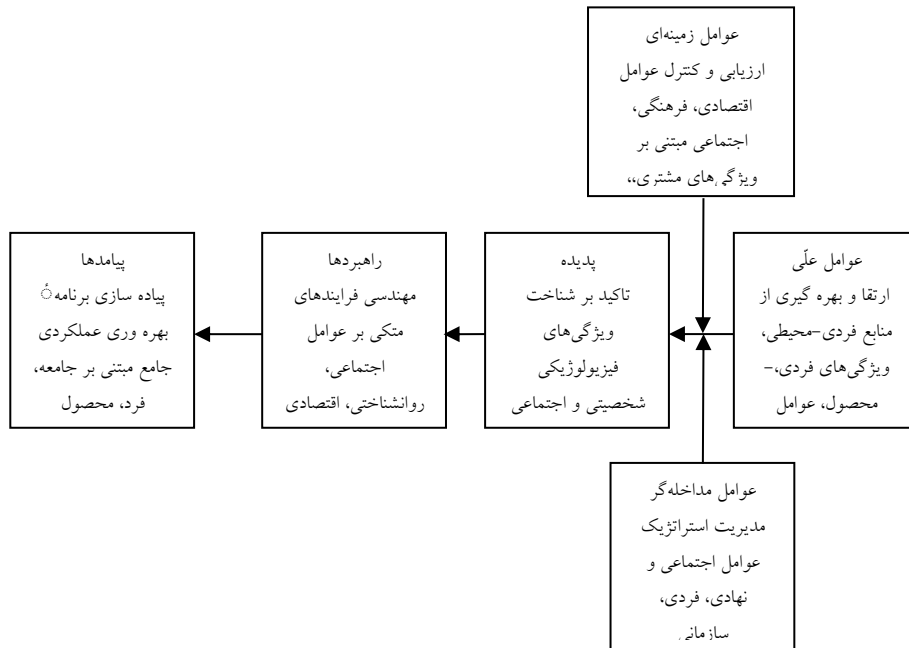 عوامل زمینه‌ای
ارزیابی و کنترل عوامل
اقتصادی، فرهنگی،
اجتماعی مبتنی بر
ویژگی‌های مشتری،،
عوامل علّی
ارتقا و بهره گیری از
منابع فردی-محیطی،
ویژگی‌های فردی،-
محصول، عوامل
پدیده
تاکید بر شناخت
ویژگی‌های
فیزیولوژیکی
شخصیتی و اجتماعی
راهبردها
مهندسی فرایندهای
متکی بر عوامل
اجتماعی،
روانشناختی، اقتصادی
پیامدها
پیاده سازی برنامهٔ
بهره وری عملکردی
جامع مبتنی بر جامعه،
فرد، محصول
عوامل مداخله‌گر
مدیریت استراتژیک
عوامل اجتماعی و
نهادی، فردی،
سازمانی